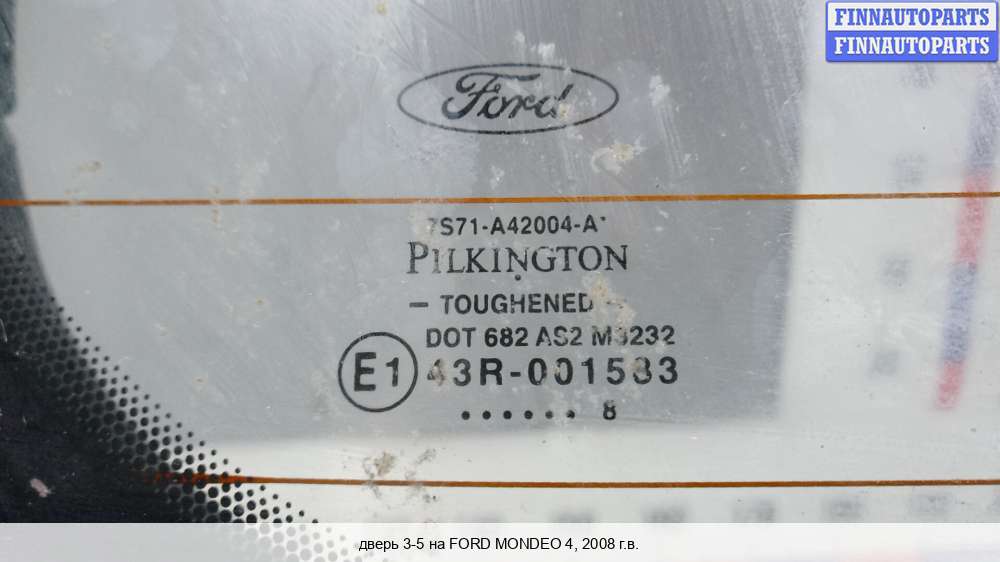 FINNAUTOPARTS
FINNAUTOPARTS
Ford
7S71-A42004-A
PILKINGTON
– TOUGHENED –
DOT 682 AS2 M3232
E1 43R-001583
•••••• 8
дверь 3-5 на FORD MONDEO 4, 2008 г.в.